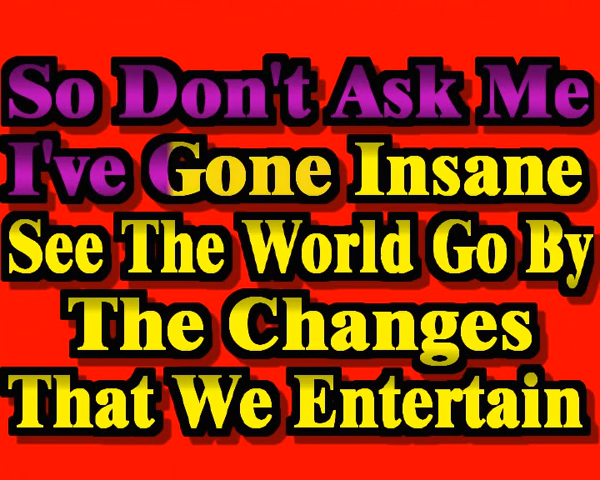 So Don't Ask Me
I've Gone Insane
See The World Go By
The Changes
That We Entertain